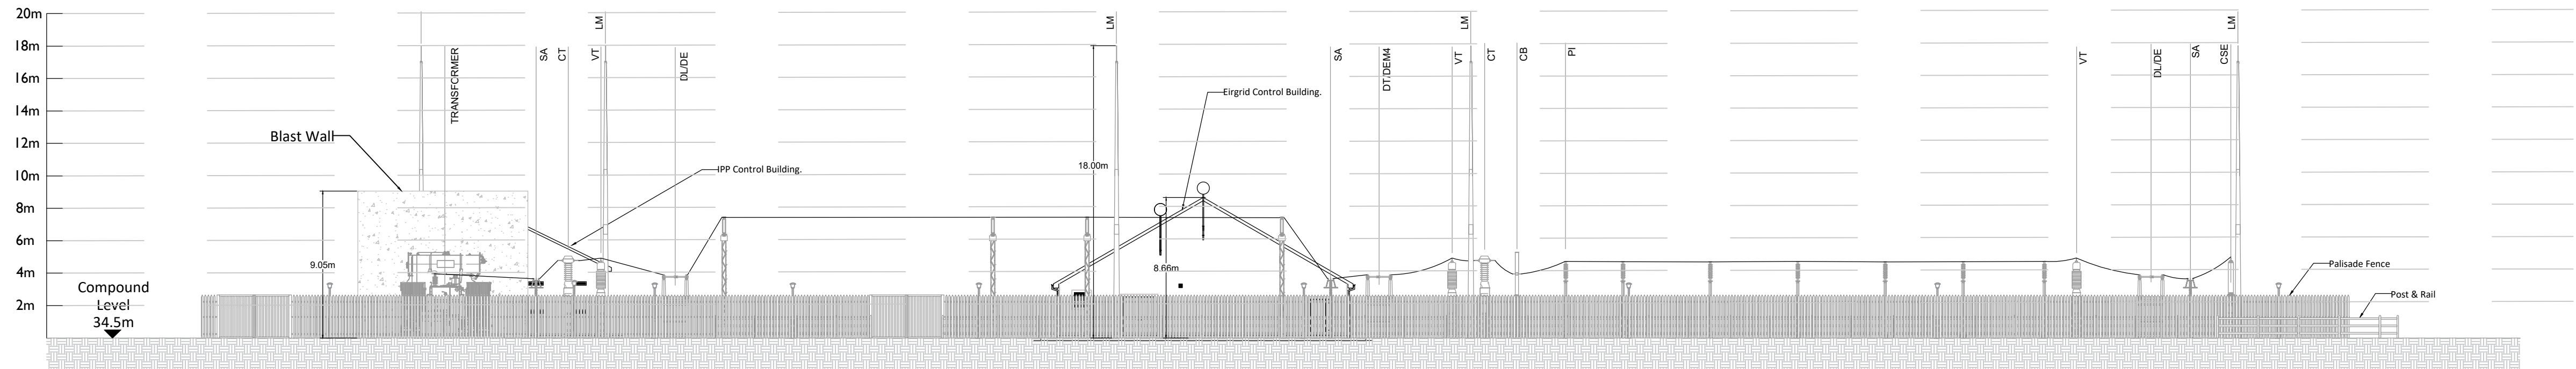 20m
18m
16m
14m
12m
10m
8m
6m
4m
2m
Compound
Level
34.5m
Blast Wall
9.05m
TRANSFORMER
SA
CT
VT
LM
DL/DE
IPP Control Building.
LM
18.00m
8.66m
Eirgrid Control Building.
SA
DT/DEM4
VT
LM
CT
CB
PI
VT
DL/DE
SA
CSE
LM
Palisade Fence
Post & Rail